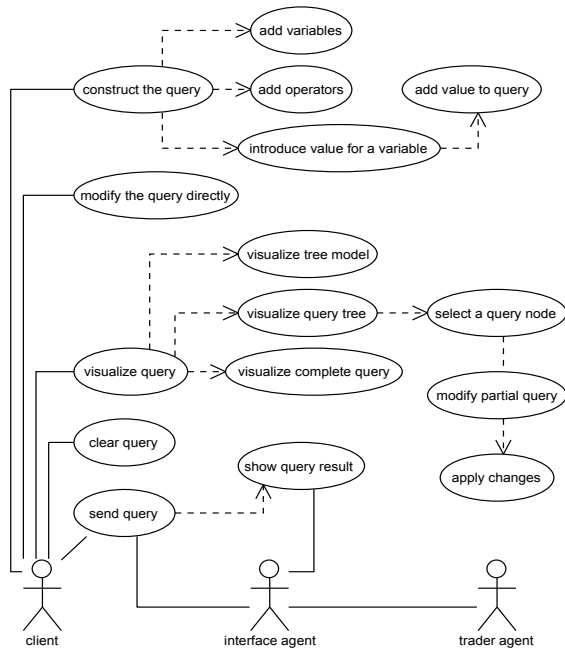 add variables
construct the query
add operators
add value to query
introduce value for a variable
modify the query directly
visualize tree model
visualize query tree
select a query node
visualize query
visualize complete query
modify partial query
clear query
show query result
apply changes
send query
client
interface agent
trader agent